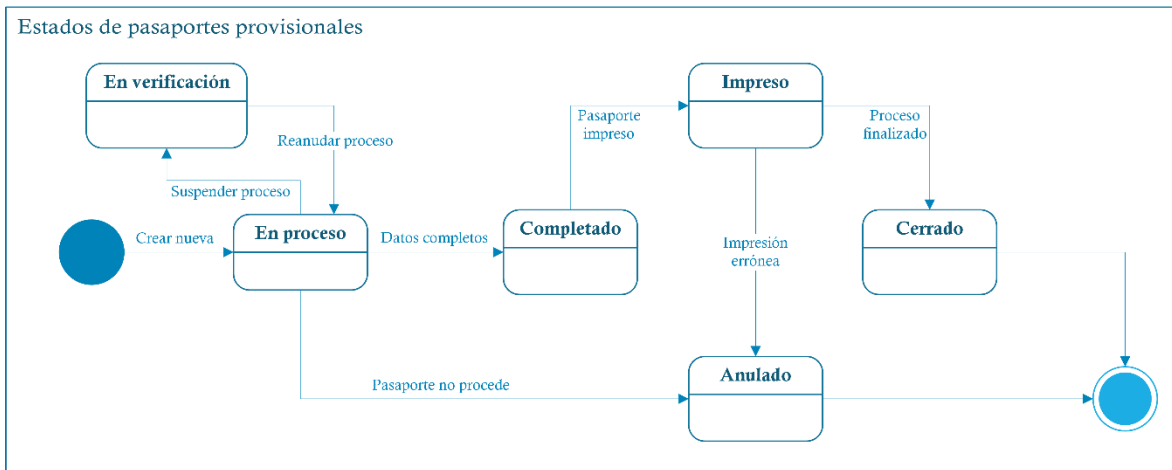 Estados de pasaportes provisionales
En verificación
Impreso
Pasaporte
impreso
Proceso
finalizado
Reanudar proceso
Suspender proceso
Crear nueva
En proceso
Datos completos
Completado
Impresión
errónea
Cerrado
Pasaporte no procede
Anulado